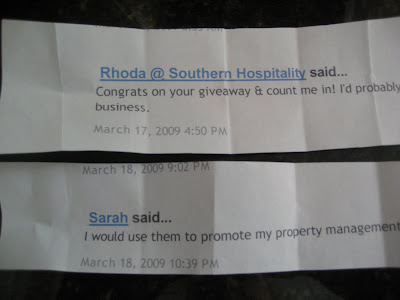 Rhoda @ Southern Hospitality said...
Congrats on your giveaway & count me in! I'd probably
business.
March 17, 2009 4:50 PM
March 18, 2009 9:02 PM
Sarah said...
I would use them to promote my property management
March 18, 2009 10:39 PM